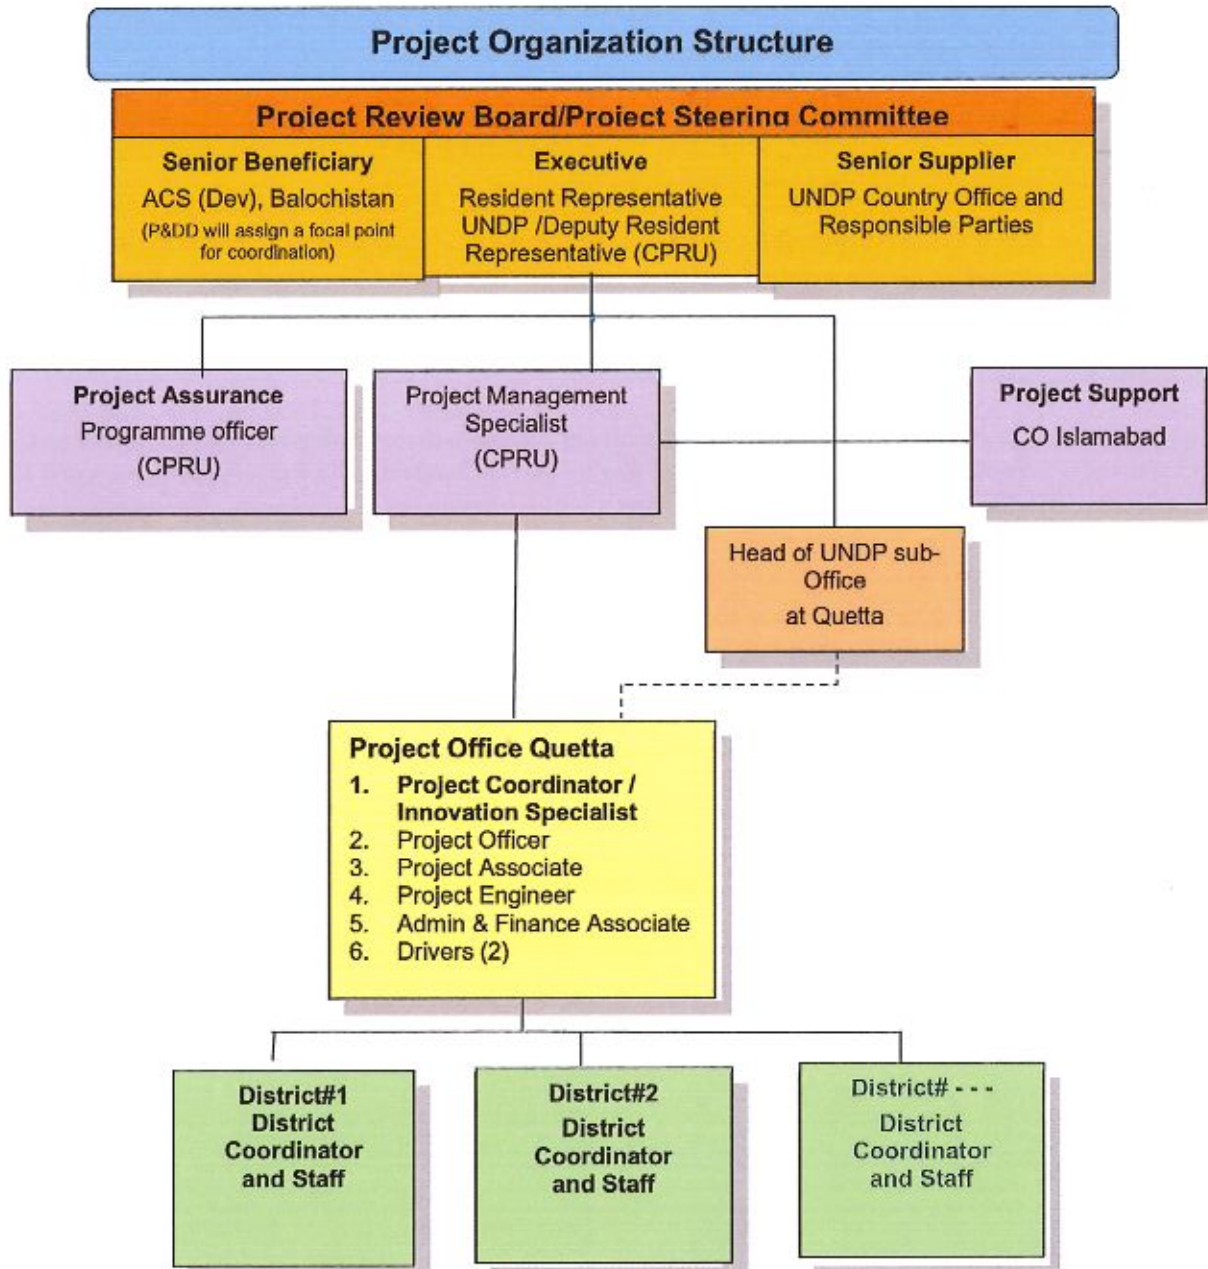 Project Organization Structure
Project Review Board/Project Steering Committee
Senior Beneficiary
ACS (Dev), Balochistan
(P&DD will assign a focal point
for coordination)
Executive
Resident Representative
UNDP /Deputy Resident
Representative (CPRU)
Senior Supplier
UNDP Country Office and
Responsible Parties
Project Assurance
Programme officer
(CPRU)
Project Management
Specialist
(CPRU)
Project Support
CO Islamabad
Head of UNDP sub-
Office
at Quetta
Project Office Quetta
1. Project Coordinator /
Innovation Specialist
2. Project Officer
3. Project Associate
4. Project Engineer
5. Admin & Finance Associate
6. Drivers (2)
District#1
District
Coordinator
and Staff
District#2
District
Coordinator
and Staff
District# - - -
District
Coordinator
and Staff